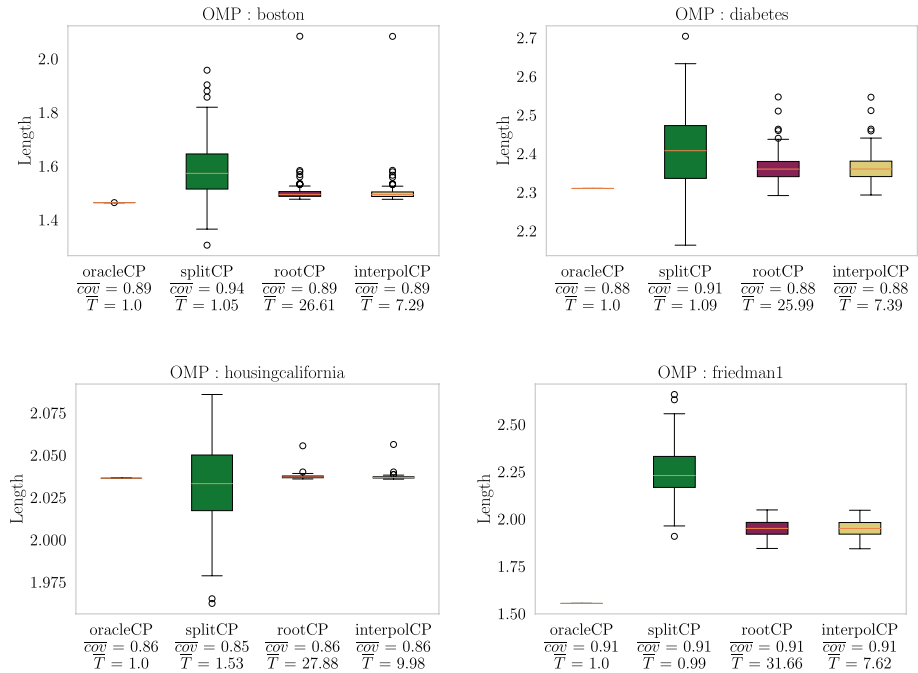 OMP : boston
2.0
1.8
1.6
1.4
Length
oracleCP splitCP rootCP interpolCP
cov = 0.89 cov = 0.94 cov = 0.89 cov = 0.89
T = 1.0 T = 1.05 T = 26.61 T = 7.29
OMP : diabetes
2.7
2.6
2.5
2.4
2.3
2.2
Length
oracleCP splitCP rootCP interpolCP
cov = 0.88 cov = 0.91 cov = 0.88 cov = 0.88
T = 1.0 T = 1.09 T = 25.99 T = 7.39
OMP : housingcalifornia
2.075
2.050
2.025
2.000
1.975
Length
oracleCP splitCP rootCP interpolCP
cov = 0.86 cov = 0.85 cov = 0.86 cov = 0.86
T = 1.0 T = 1.53 T = 27.88 T = 9.98
OMP : friedman1
2.50
2.25
2.00
1.75
1.50
Length
oracleCP splitCP rootCP interpolCP
cov = 0.91 cov = 0.91 cov = 0.91 cov = 0.91
T = 1.0 T = 0.99 T = 31.66 T = 7.62